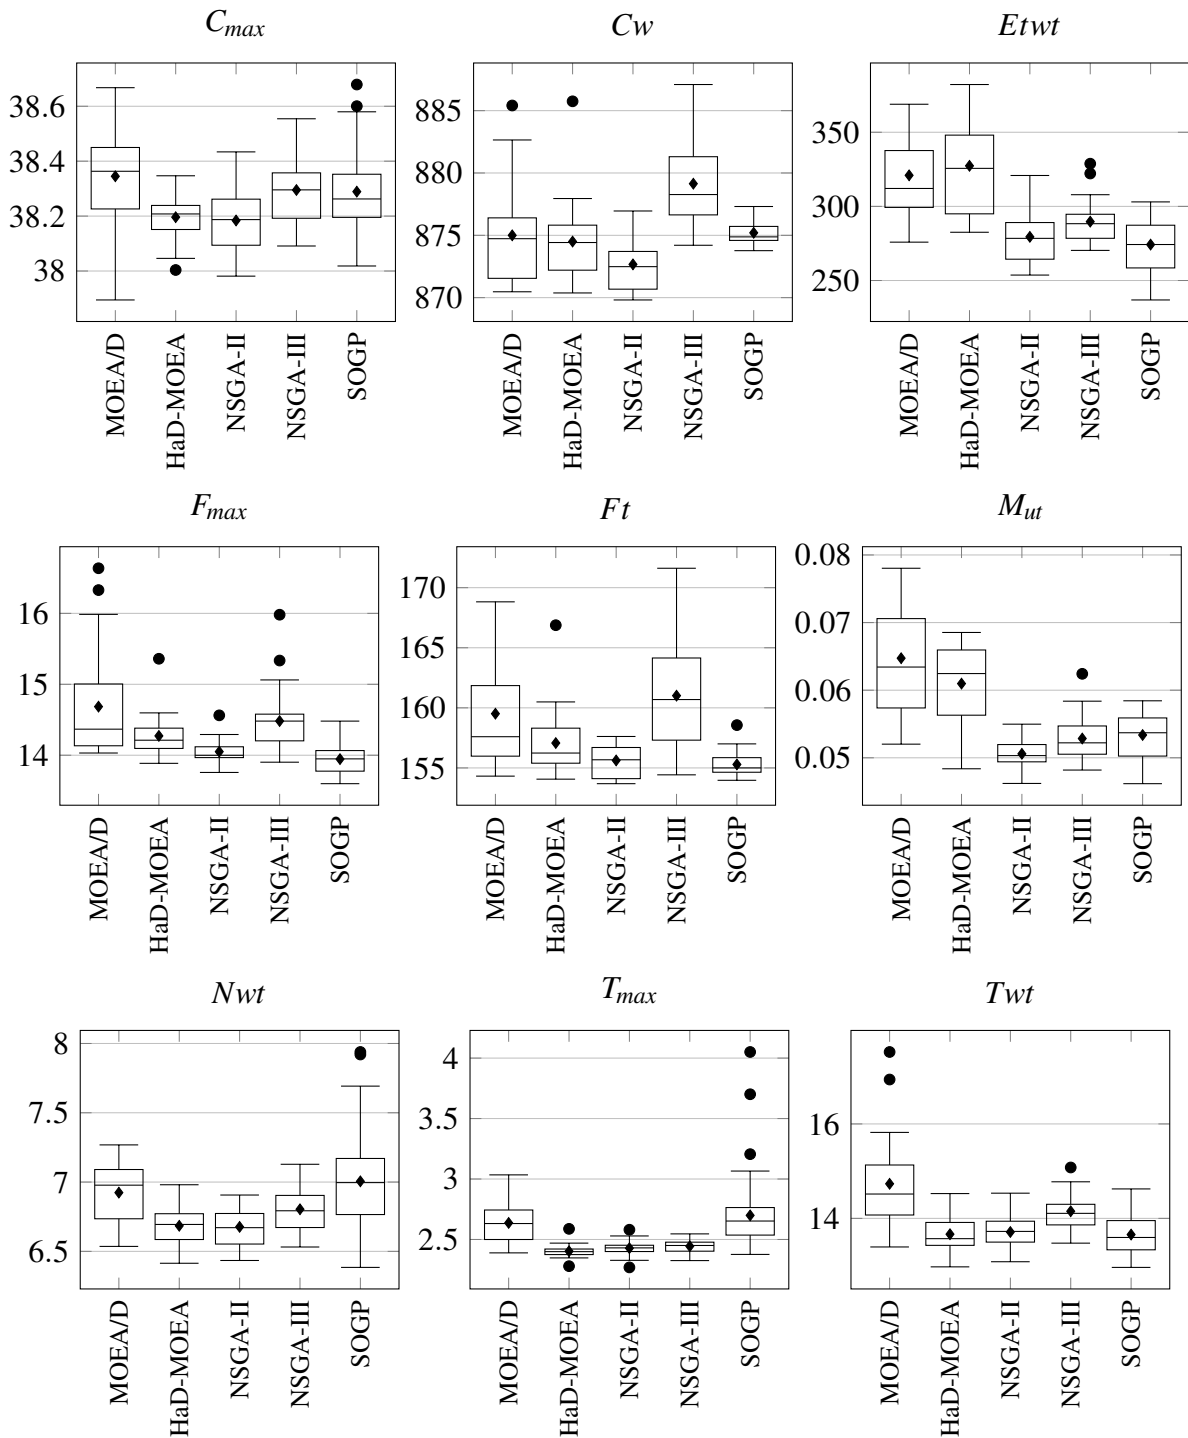 C_max Cw Etwt
38.6
38.4
38.2
38
885
880
875
870
350
300
250
MOEA/D HaD-MOEA NSGA-II NSGA-III SOGP
MOEA/D HaD-MOEA NSGA-II NSGA-III SOGP
MOEA/D HaD-MOEA NSGA-II NSGA-III SOGP
F_max Ft M_ut
16
15
14
170
165
160
155
0.08
0.07
0.06
0.05
MOEA/D HaD-MOEA NSGA-II NSGA-III SOGP
MOEA/D HaD-MOEA NSGA-II NSGA-III SOGP
MOEA/D HaD-MOEA NSGA-II NSGA-III SOGP
Nwt T_max Twt
8
7.5
7
6.5
4
3.5
3
2.5
16
14
MOEA/D HaD-MOEA NSGA-II NSGA-III SOGP
MOEA/D HaD-MOEA NSGA-II NSGA-III SOGP
MOEA/D HaD-MOEA NSGA-II NSGA-III SOGP